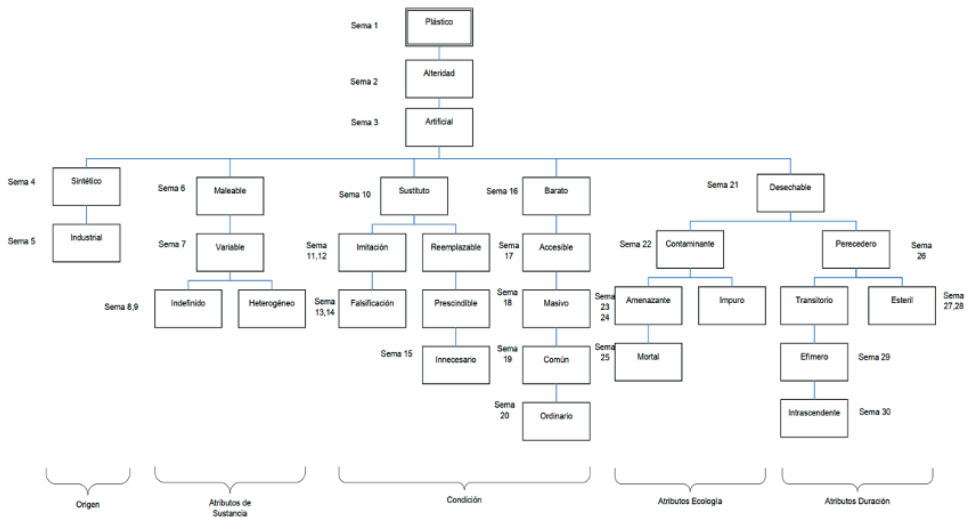 Sema 1
Plástico
Sema 2
Alteridad
Sema 3
Artificial
Sema 4
Sintético
Sema 6
Maleable
Sema 10
Sustituto
Sema 16
Barato
Sema 21
Desechable
Sema 5
Industrial
Sema 7
Variable
Sema
11,12
Imitación
Reemplazable
Sema
17
Accesible
Sema 22
Contaminante
Perecedero
Sema
26
Sema 8,9
Indefinido
Heterogéneo
Sema
13,14
Falsificación
Prescindible
Sema
18
Masivo
Sema
23
24
Amenazante
Impuro
Transitorio
Esteril
Sema
27,28
Sema 15
Innecesario
Sema
19
Común
Sema
25
Mortal
Efímero
Sema 29
Sema
20
Ordinario
Intrascendente
Sema 30
Origen
Atributos de
Sustancia
Condición
Atributos Ecología
Atributos Duración